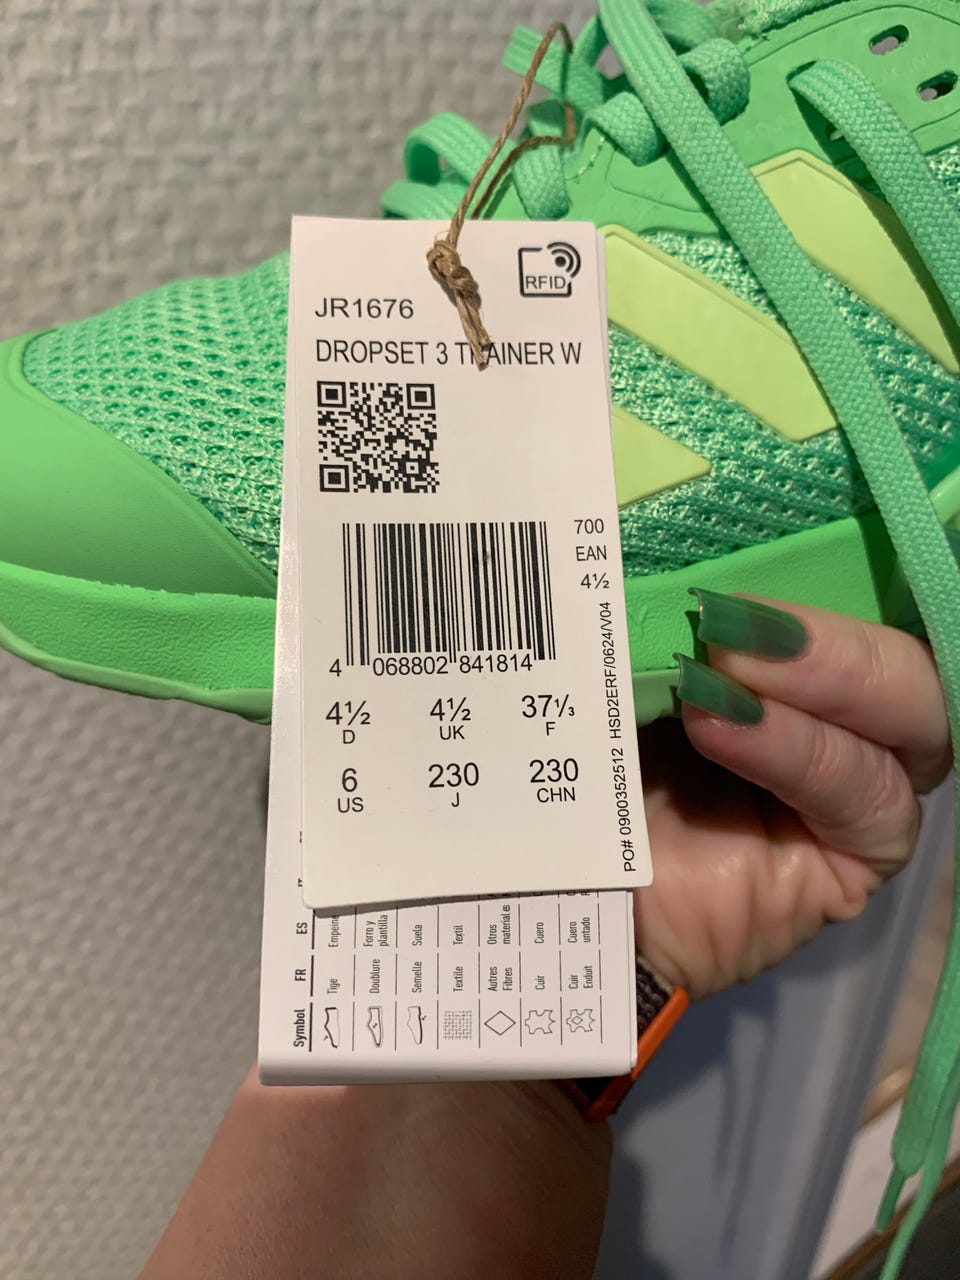 RFID
JR1676
DROPSET 3 TRAINER W
700
EAN
4½
4 068802 841814
4½ 4½ 37⅓
D UK F
6 230 230
US J CHN
PO# 0900352512 HSD2ERF/0624/V04
ES Empeine Forro y plantilla Suela Textil Otros materiales Cuero Cuero untado
FR Tige Doublure Semelle Textile Autres Fibres Cuir Cuir Enduit
Symbol